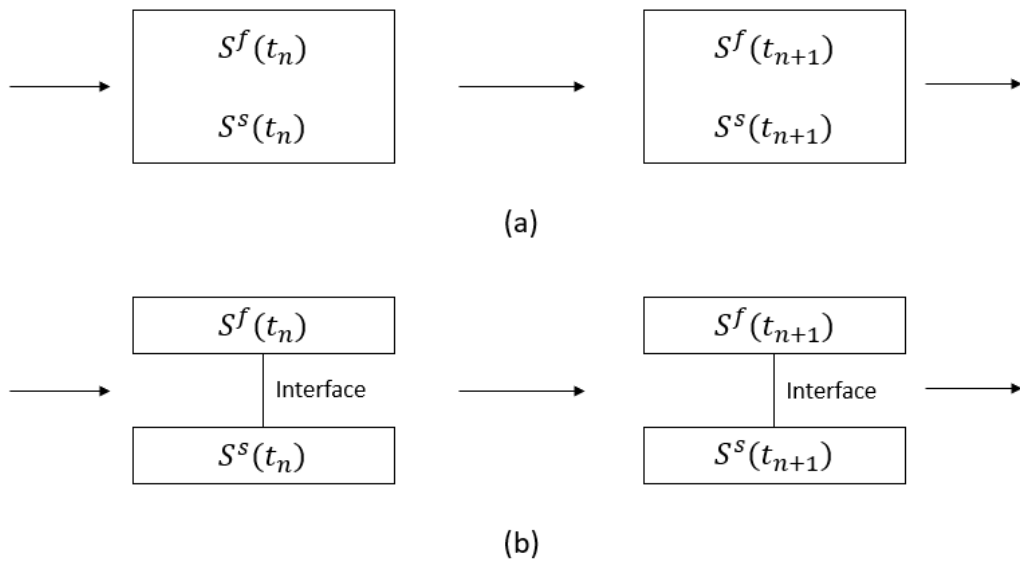 S^f(t_n) S^f(t_{n+1})
S^s(t_n) S^s(t_{n+1})
(a)
S^f(t_n) S^f(t_{n+1})
Interface Interface
S^s(t_n) S^s(t_{n+1})
(b)